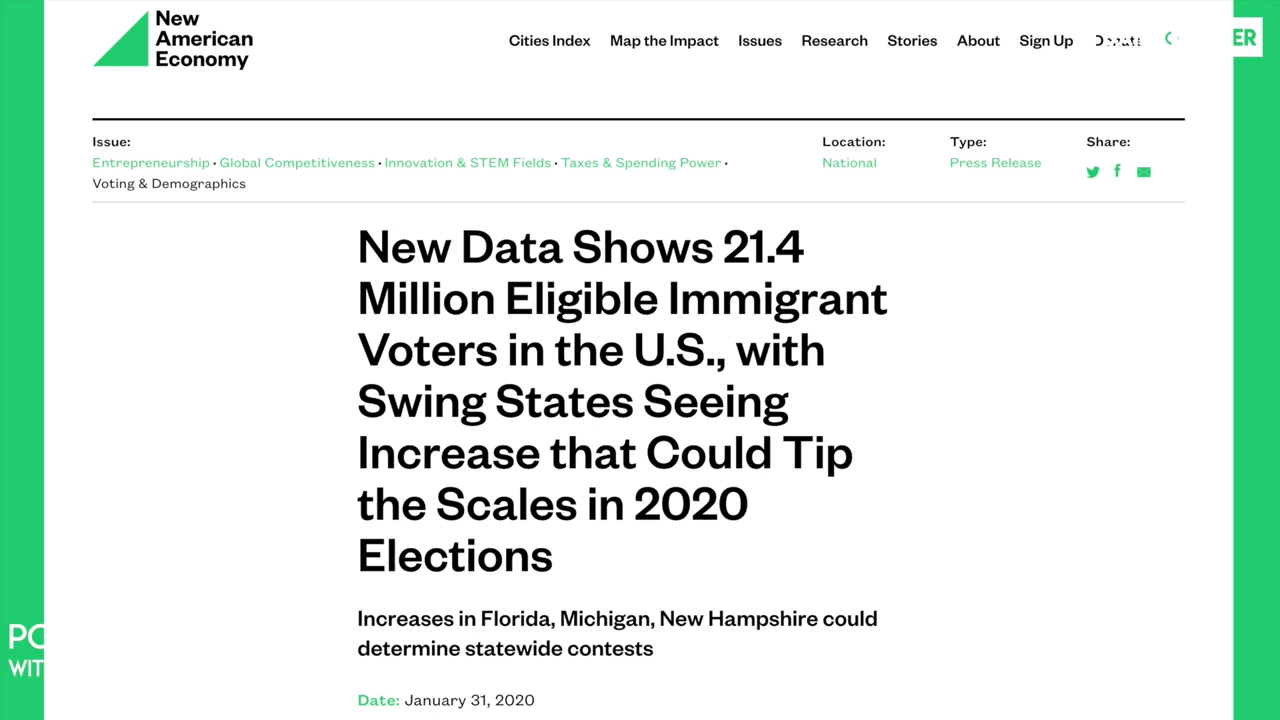 New
American
Economy
Cities Index Map the Impact Issues Research Stories About Sign Up
ER
Issue:
Entrepreneurship • Global Competitiveness • Innovation & STEM Fields • Taxes & Spending Power •
Voting & Demographics
Location:
National
Type:
Press Release
Share:
New Data Shows 21.4
Million Eligible Immigrant
Voters in the U.S., with
Swing States Seeing
Increase that Could Tip
the Scales in 2020
Elections
Increases in Florida, Michigan, New Hampshire could
determine statewide contests
Date: January 31, 2020
PO
WIT